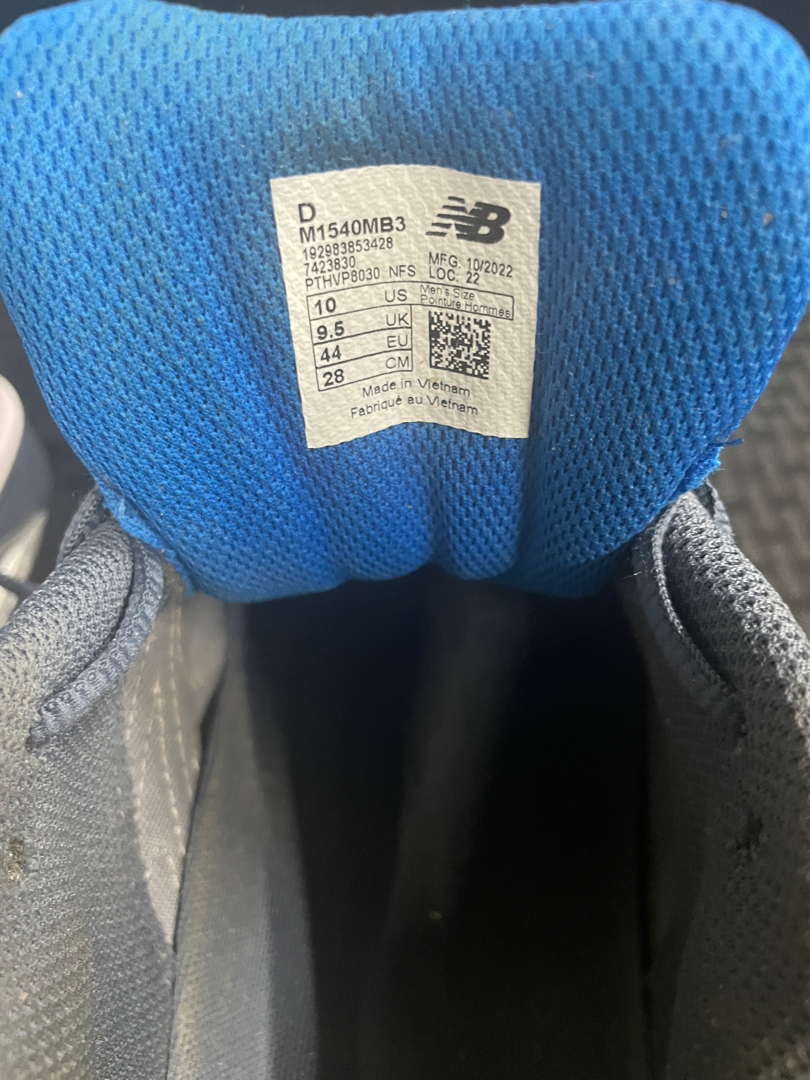 D
M1540MB3
NB
192983853428
7423830
PTHVP8030 NFS
MFG: 10/2022
LOC: 22
10 US
Men's Size
Pointure Hommes
9.5 UK
44 EU
28 CM
Made in Vietnam
Fabriqué au Vietnam